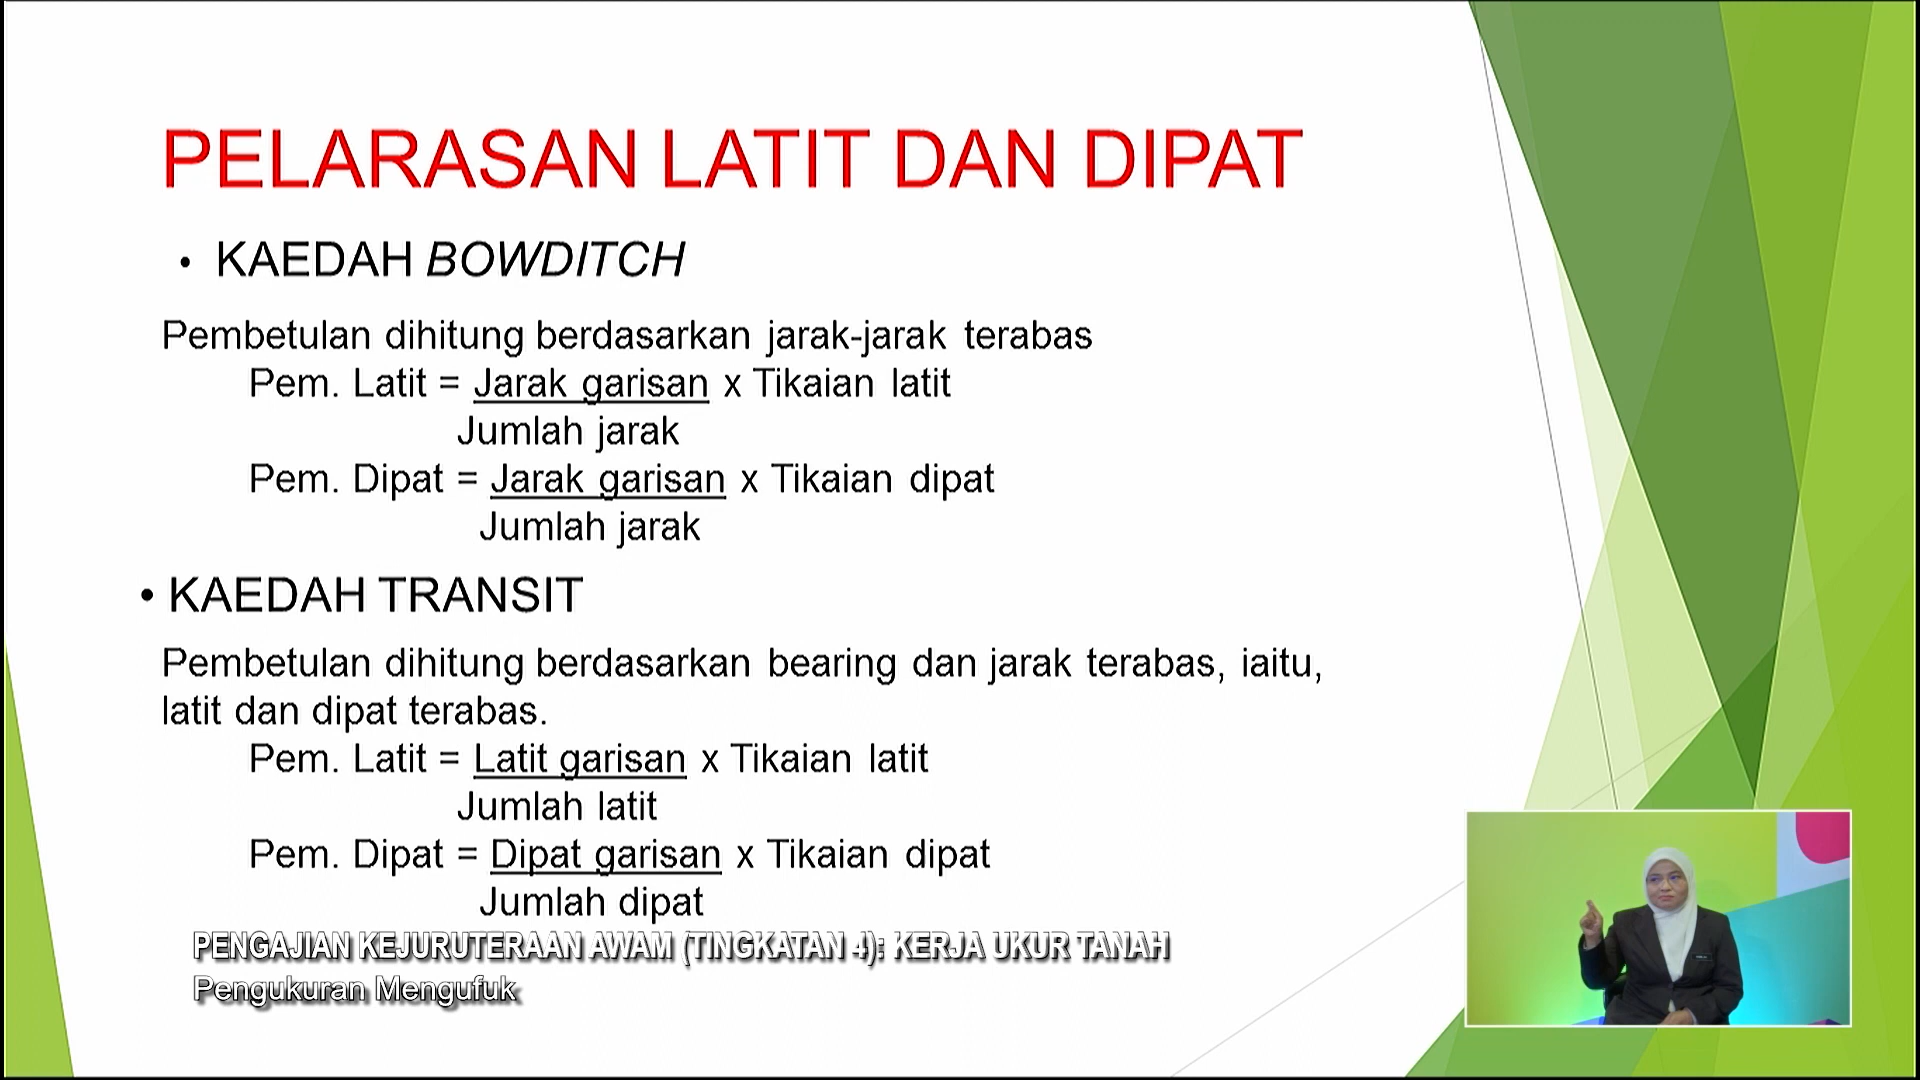 PELARASAN LATIT DAN DIPAT
• KAEDAH BOWDITCH
Pembetulan dihitung berdasarkan jarak-jarak terabas
Pem. Latit = Jarak garisan x Tikaian latit
Jumlah jarak
Pem. Dipat = Jarak garisan x Tikaian dipat
Jumlah jarak
• KAEDAH TRANSIT
Pembetulan dihitung berdasarkan bearing dan jarak terabas, iaitu,
latit dan dipat terabas.
Pem. Latit = Latit garisan x Tikaian latit
Jumlah latit
Pem. Dipat = Dipat garisan x Tikaian dipat
Jumlah dipat
PENGAJIAN KEJURUTERAAN AWAM (TINGKATAN 4): KERJA UKUR TANAH
Pengukuran Mengufuk